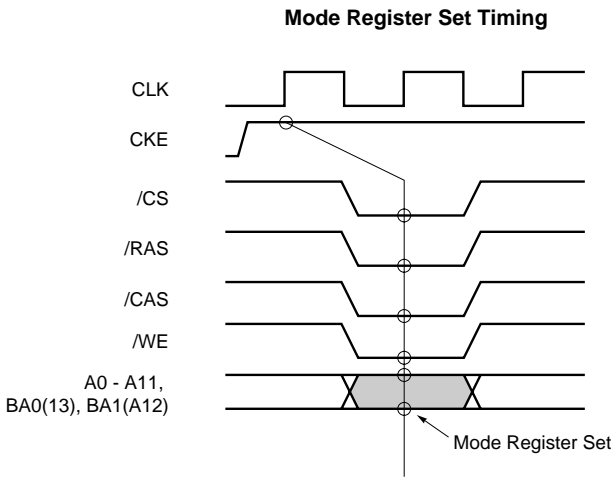 Mode Register Set Timing
CLK
CKE
/CS
/RAS
/CAS
/WE
A0 - A11,
BA0(13), BA1(A12)
Mode Register Set